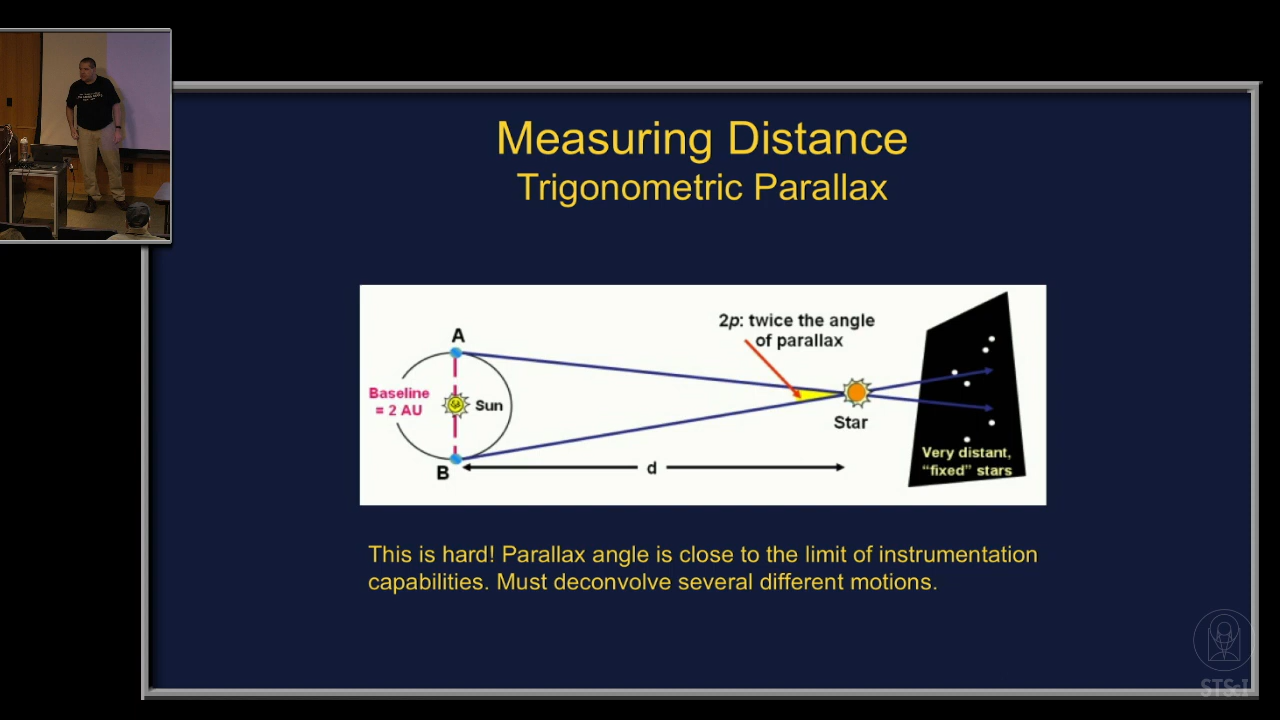 Measuring Distance
Trigonometric Parallax
2p: twice the angle
of parallax
A
Baseline
= 2 AU
Sun
Star
B
d
Very distant,
“fixed” stars
This is hard! Parallax angle is close to the limit of instrumentation
capabilities. Must deconvolve several different motions.
STScI